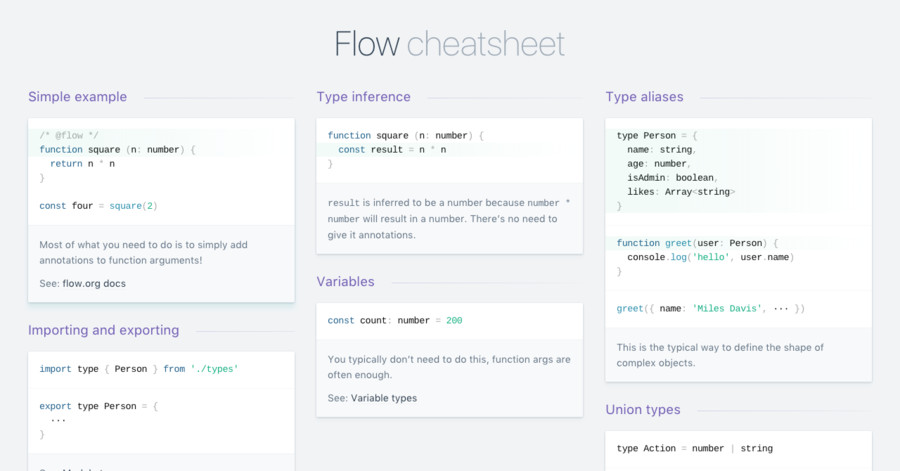 Flow cheatsheet
Simple example
/* @flow */
function square (n: number) {
return n * n
}
const four = square(2)
Most of what you need to do is to simply add
annotations to function arguments!
See: flow.org docs
Importing and exporting
import type { Person } from './types'
export type Person = {
...
}
Type inference
function square (n: number) {
const result = n * n
}
result is inferred to be a number because number *
number will result in a number. There's no need to
give it annotations.
Variables
const count: number = 200
You typically don't need to do this, function args are
often enough.
See: Variable types
Type aliases
type Person = {
name: string,
age: number,
isAdmin: boolean,
likes: Array<string>
}
function greet(user: Person) {
console.log('hello', user.name)
}
greet({ name: 'Miles Davis', ... })
This is the typical way to define the shape of
complex objects.
Union types
type Action = number | string